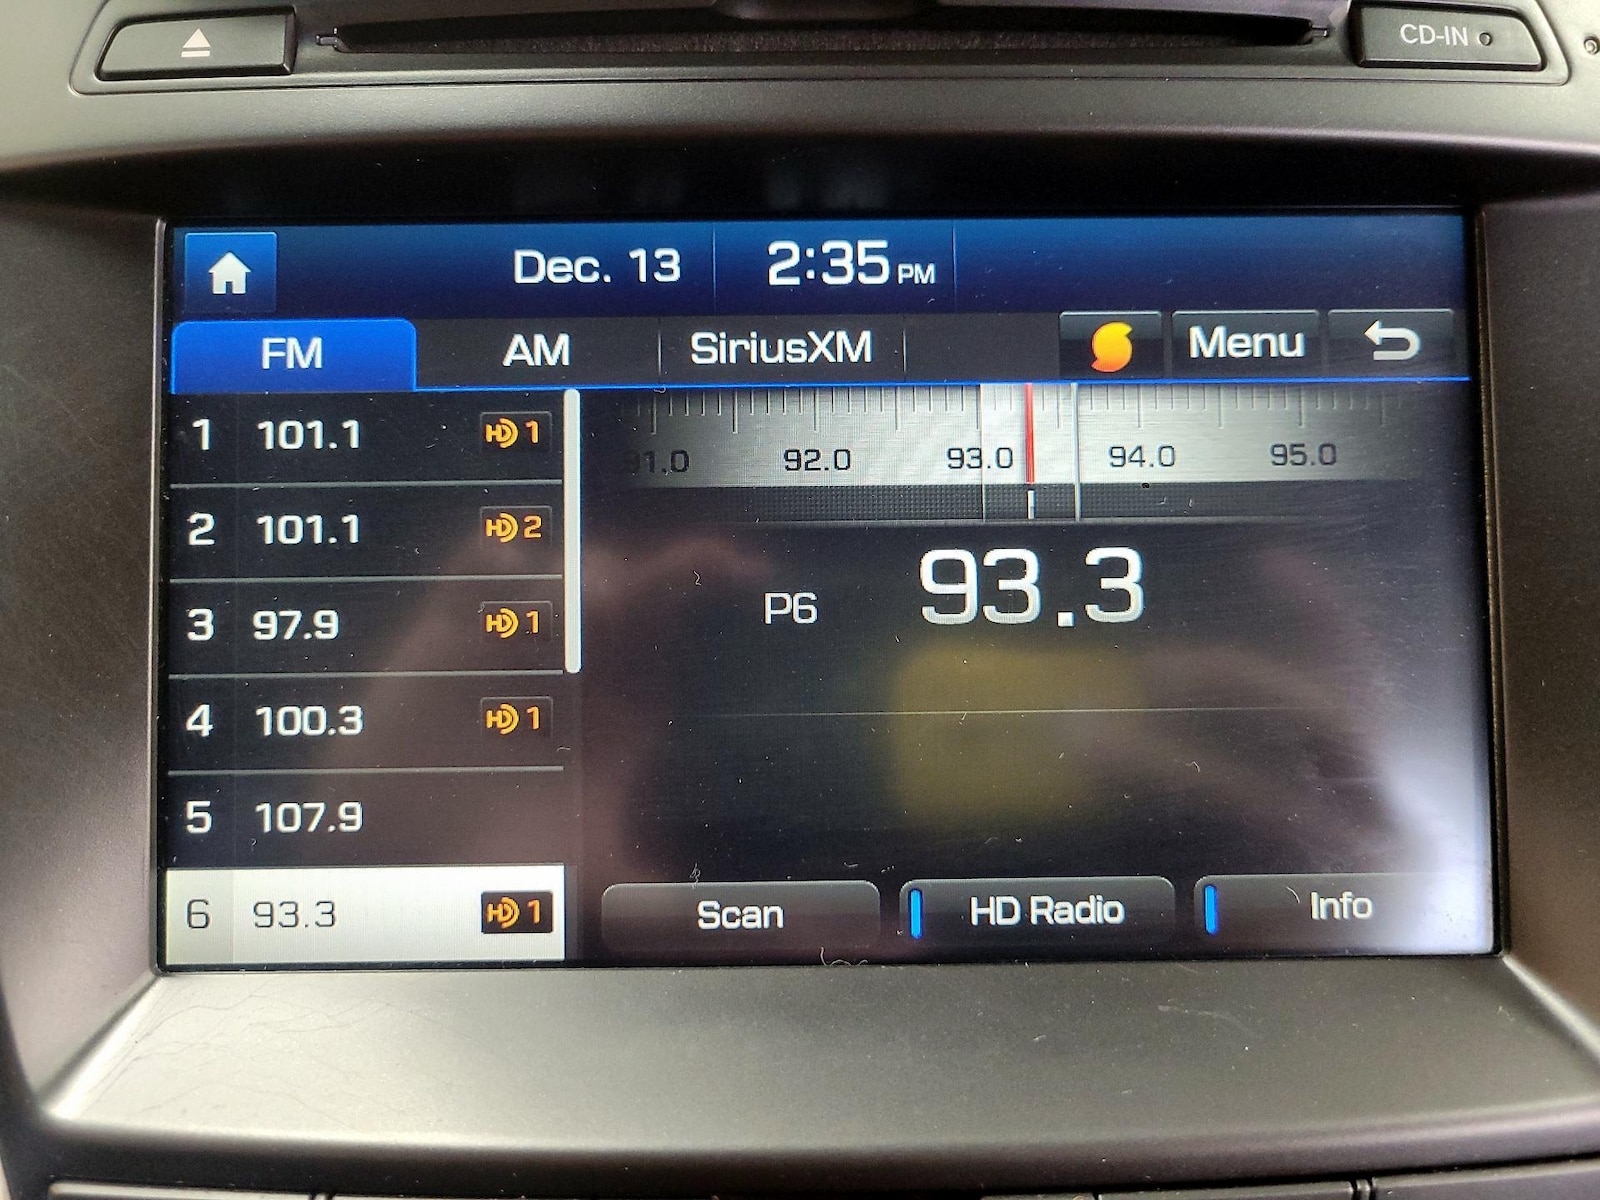 CD-IN
Dec. 13 2:35 PM
FM AM SiriusXM Menu
1 101.1 HD 1
2 101.1 HD 2
3 97.9 HD 1
4 100.3 HD 1
5 107.9
6 93.3 HD 1
91.0 92.0 93.0 94.0 95.0
P6 93.3
Scan HD Radio Info